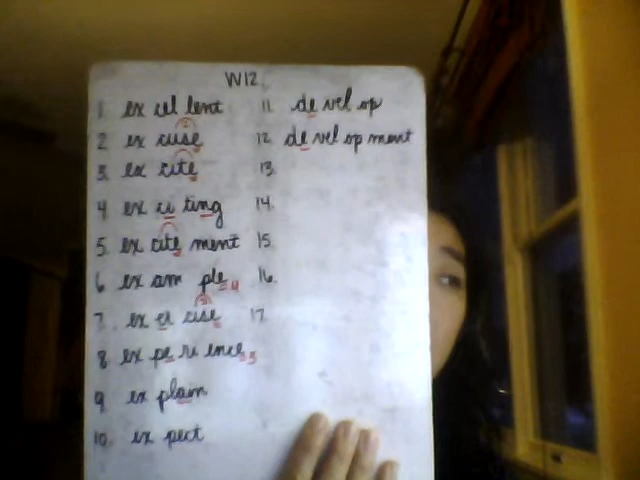 W12
1. ex cel lent
2. ex cuse
3. ex cite
4. ex ci ting
5. ex cite ment
6. ex am ple 4
7. ex er cise
8. ex pe ri ence 3
9. ex plain
10. ex pect
11. de vel op
12. de vel op ment
13.
14.
15.
16.
17.